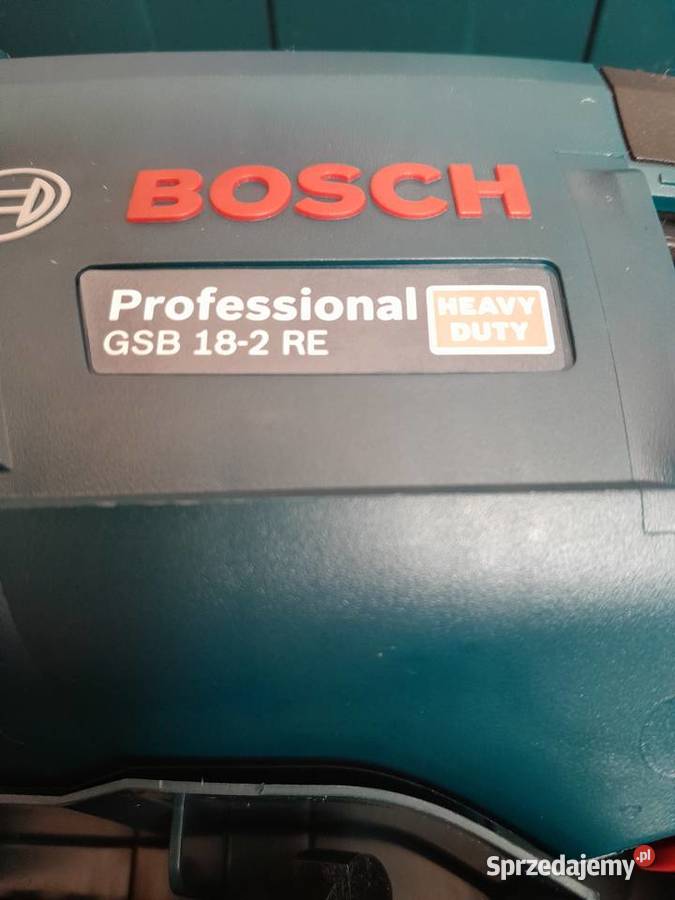 BOSCH
Professional
GSB 18-2 RE
HEAVY
DUTY
Sprzedajemy.pl